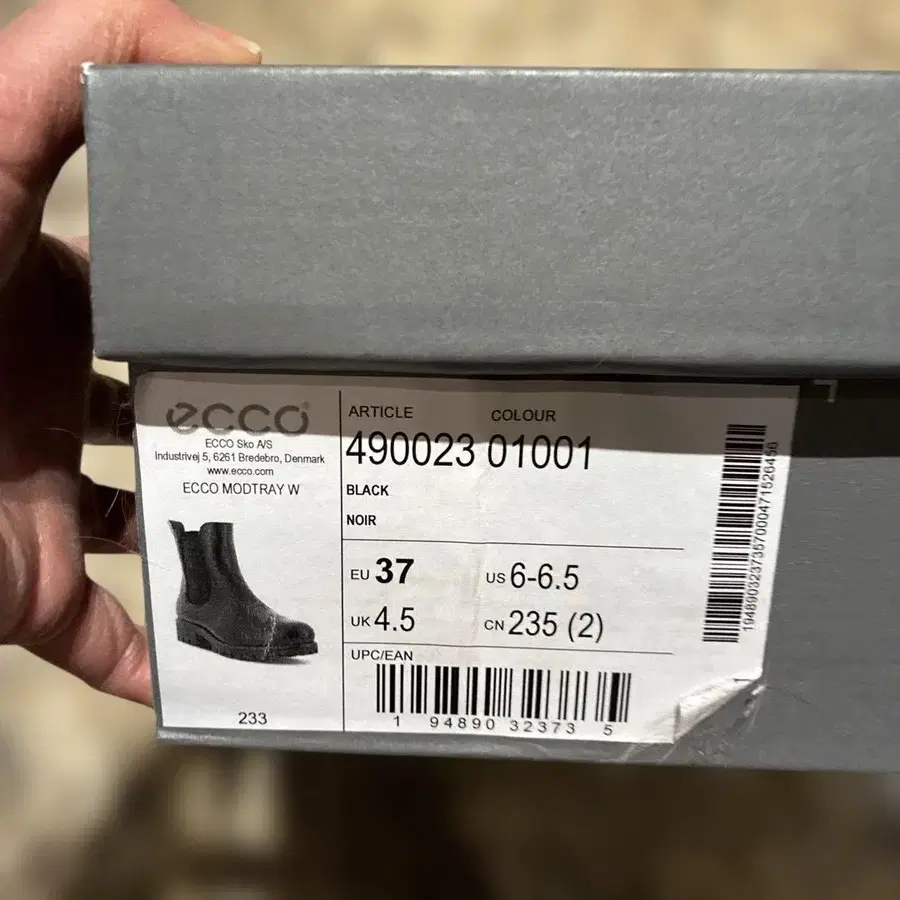 ecco
ECCO Sko A/S
Industrivej 5, 6261 Bredebro, Denmark
www.ecco.com
ECCO MODTRAY W
233
ARTICLE COLOUR
490023 01001
BLACK
NOIR
EU 37 US 6-6.5
UK 4.5 CN 235 (2)
UPC/EAN
1 94890 32373 5